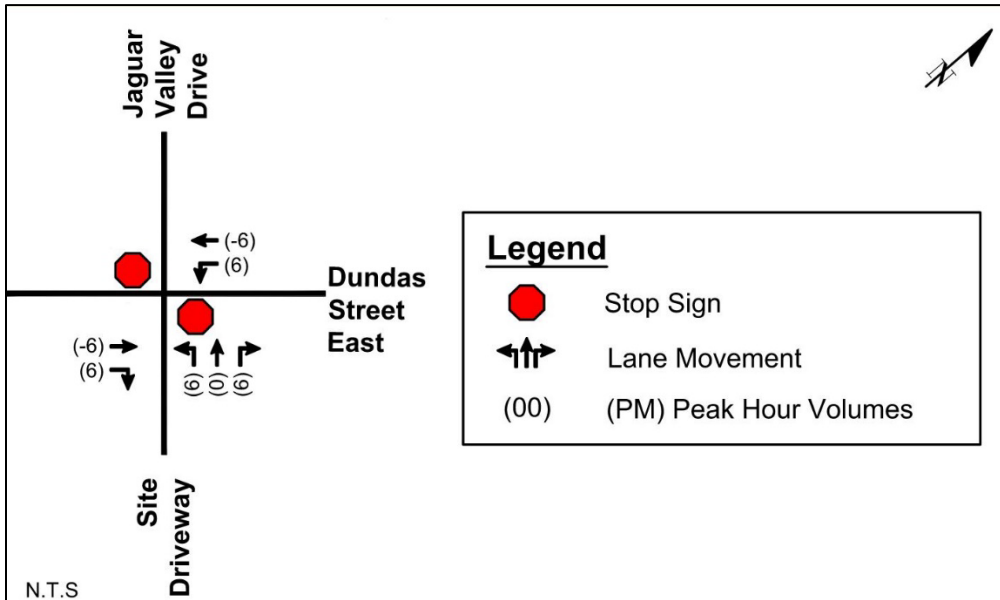 Jaguar
Valley
Drive
N
(-6)
(6)
Dundas
Street
East
(-6)
(6)
(6)
(0)
(6)
Site
Driveway
N.T.S
Legend
Stop Sign
Lane Movement
(00) (PM) Peak Hour Volumes